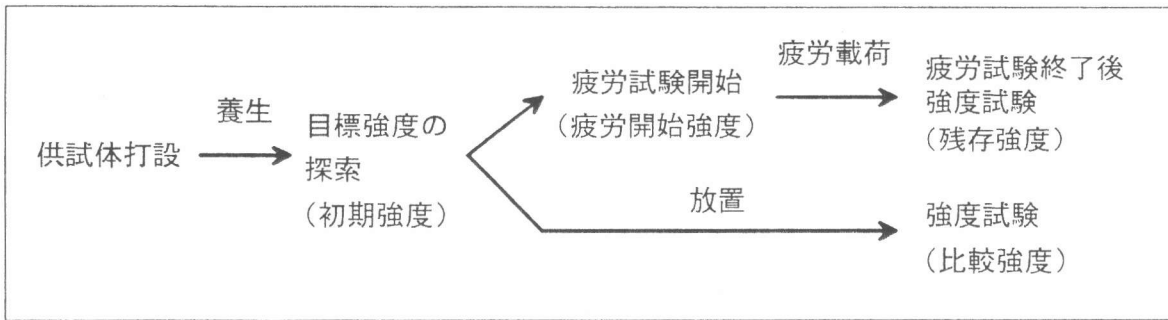 供試体打設
養生
目標強度の
探索
（初期強度）
疲労試験開始
（疲労開始強度）
疲労載荷
疲労試験終了後
強度試験
（残存強度）
放置
強度試験
（比較強度）